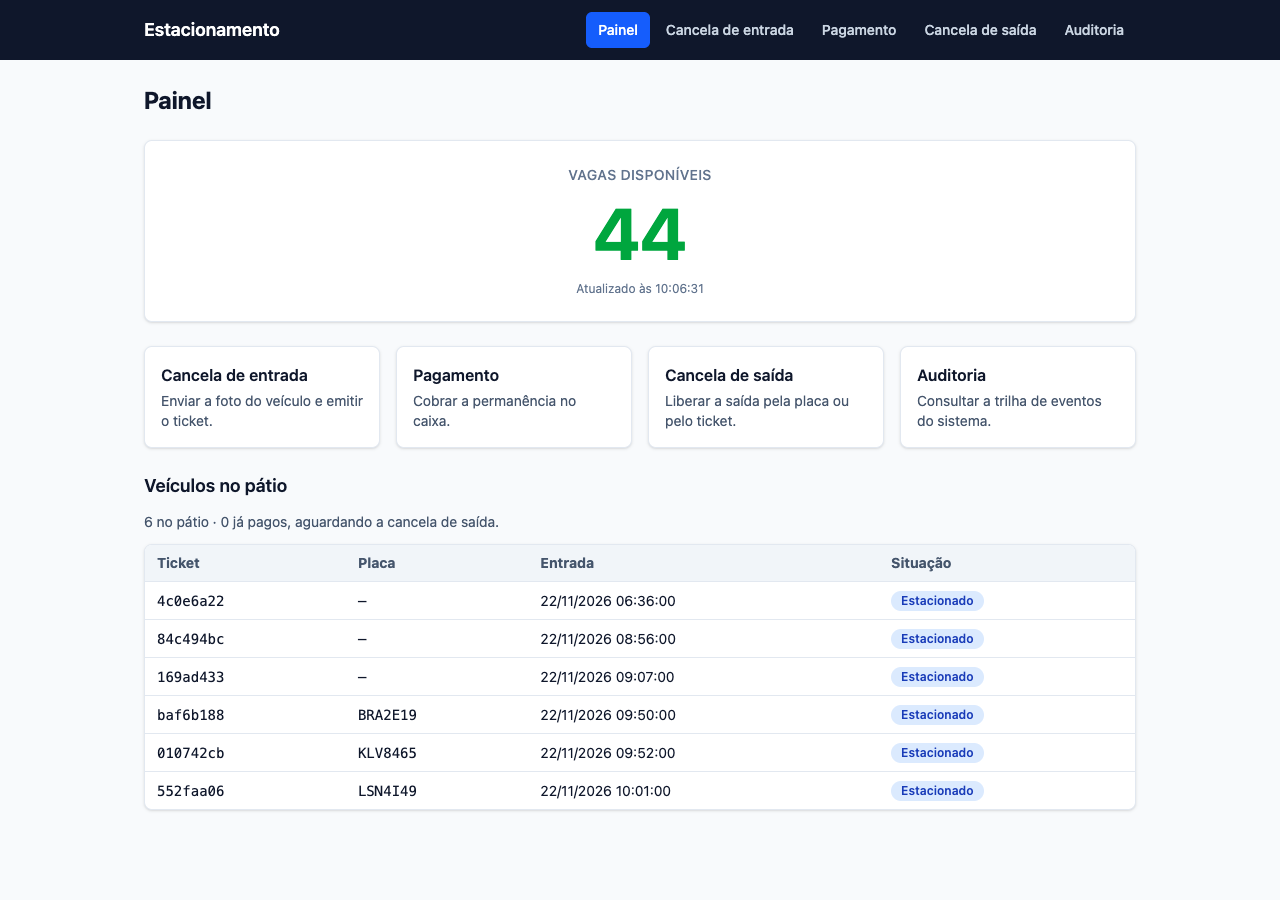 Estacionamento Painel Cancela de entrada Pagamento Cancela de saída Auditoria
Painel
VAGAS DISPONÍVEIS
44
Atualizado às 10:06:31
Cancela de entrada
Enviar a foto do veículo e emitir
o ticket.
Pagamento
Cobrar a permanência no
caixa.
Cancela de saída
Liberar a saída pela placa ou
pelo ticket.
Auditoria
Consultar a trilha de eventos
do sistema.
Veículos no pátio
6 no pátio · 0 já pagos, aguardando a cancela de saída.
Ticket Placa Entrada Situação
4c0e6a22 — 22/11/2026 06:36:00 Estacionado
84c494bc — 22/11/2026 08:56:00 Estacionado
169ad433 — 22/11/2026 09:07:00 Estacionado
baf6b188 BRA2E19 22/11/2026 09:50:00 Estacionado
010742cb KLV8465 22/11/2026 09:52:00 Estacionado
552faa06 LSN4I49 22/11/2026 10:01:00 Estacionado